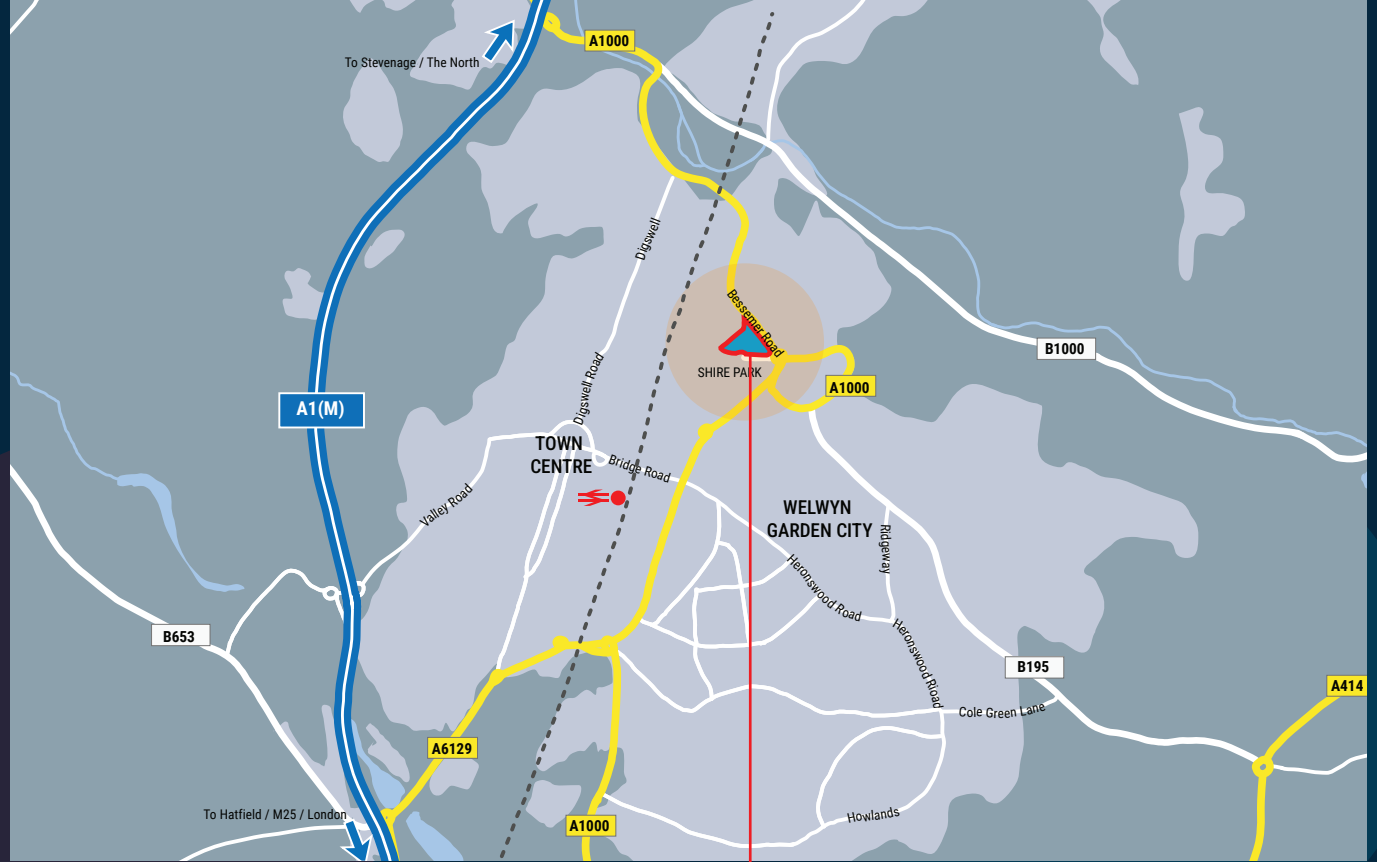 A1000
To Stevenage / The North
Digswell
Bessemer Road
B1000
SHIRE PARK
A1000
Digswell Road
A1(M)
TOWN
CENTRE
Bridge Road
Valley Road
WELWYN
GARDEN CITY
Ridgeway
Heronswood Road
B653
Heronswood Rioad
B195
A414
Cole Green Lane
A6129
To Hatfield / M25 / London
A1000
Howlands